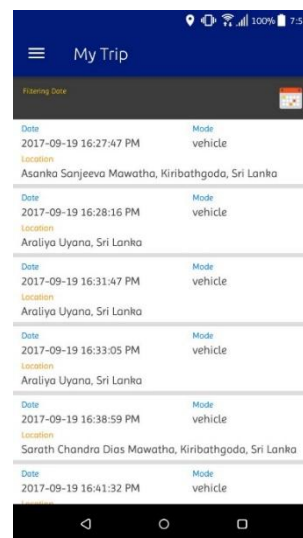 100% 7:5
My Trip
Filtering Date
Date Mode
2017-09-19 16:27:47 PM vehicle
Location
Asanka Sanjeeva Mawatha, Kiribathgoda, Sri Lanka
Date Mode
2017-09-19 16:28:16 PM vehicle
Location
Araliya Uyana, Sri Lanka
Date Mode
2017-09-19 16:31:47 PM vehicle
Location
Araliya Uyana, Sri Lanka
Date Mode
2017-09-19 16:33:05 PM vehicle
Location
Araliya Uyana, Sri Lanka
Date Mode
2017-09-19 16:38:59 PM vehicle
Location
Sarath Chandra Dias Mawatha, Kiribathgoda, Sri Lanka
Date Mode
2017-09-19 16:41:32 PM vehicle